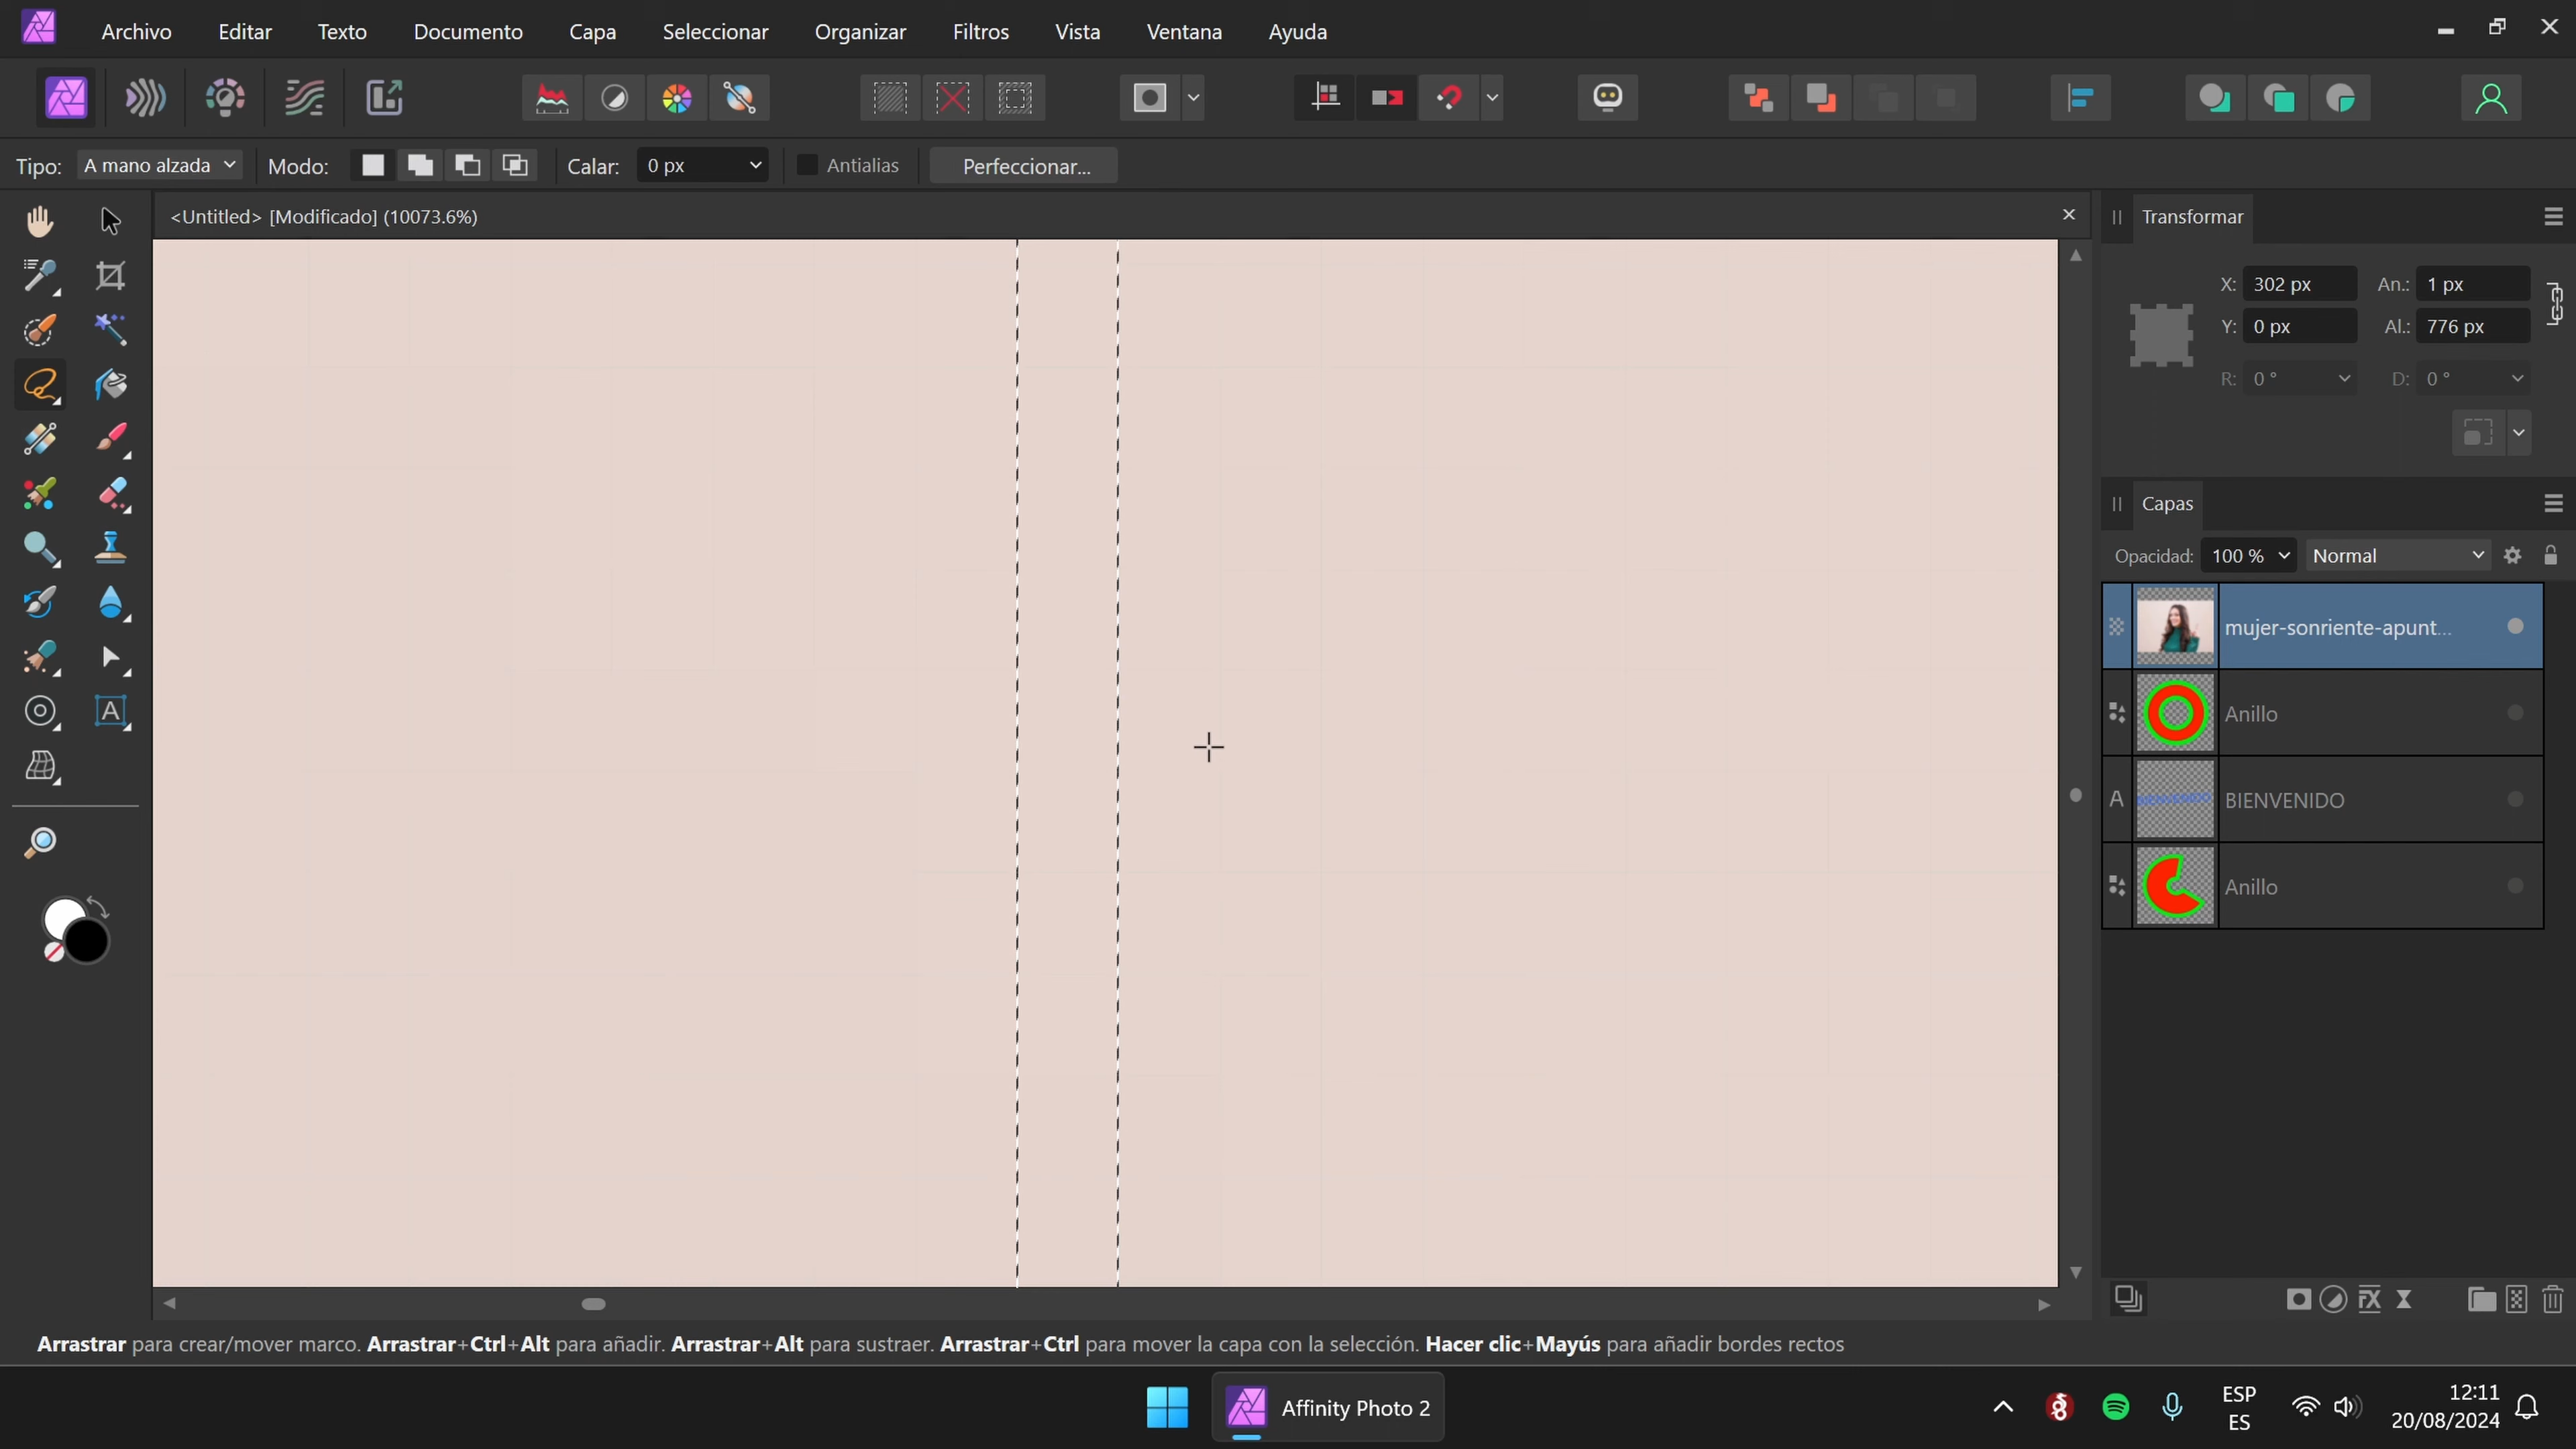 Archivo Editar Texto Documento Capa Seleccionar Organizar Filtros Vista Ventana Ayuda
Tipo: A mano alzada Modo: Calar: 0 px Antialias Perfeccionar...
<Untitled> [Modificado] (10073.6%)
Transformar
X: 302 px An.: 1 px
Y: 0 px Al.: 776 px
R: 0 ° D: 0 °
Capas
Opacidad: 100 % Normal
mujer-sonriente-apunt...
Anillo
A BIENVENIDO
Anillo
Arrastrar para crear/mover marco. Arrastrar+Ctrl+Alt para añadir. Arrastrar+Alt para sustraer. Arrastrar+Ctrl para mover la capa con la selección. Hacer clic+Mayús para añadir bordes rectos
Affinity Photo 2
ESP
ES
12:11
20/08/2024